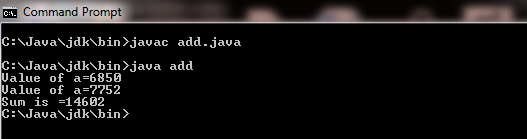 Command Prompt
C:\Java\jdk\bin>javac add.java
C:\Java\jdk\bin>java add
Value of a=6850
Value of a=7752
Sum is =14602
C:\Java\jdk\bin>